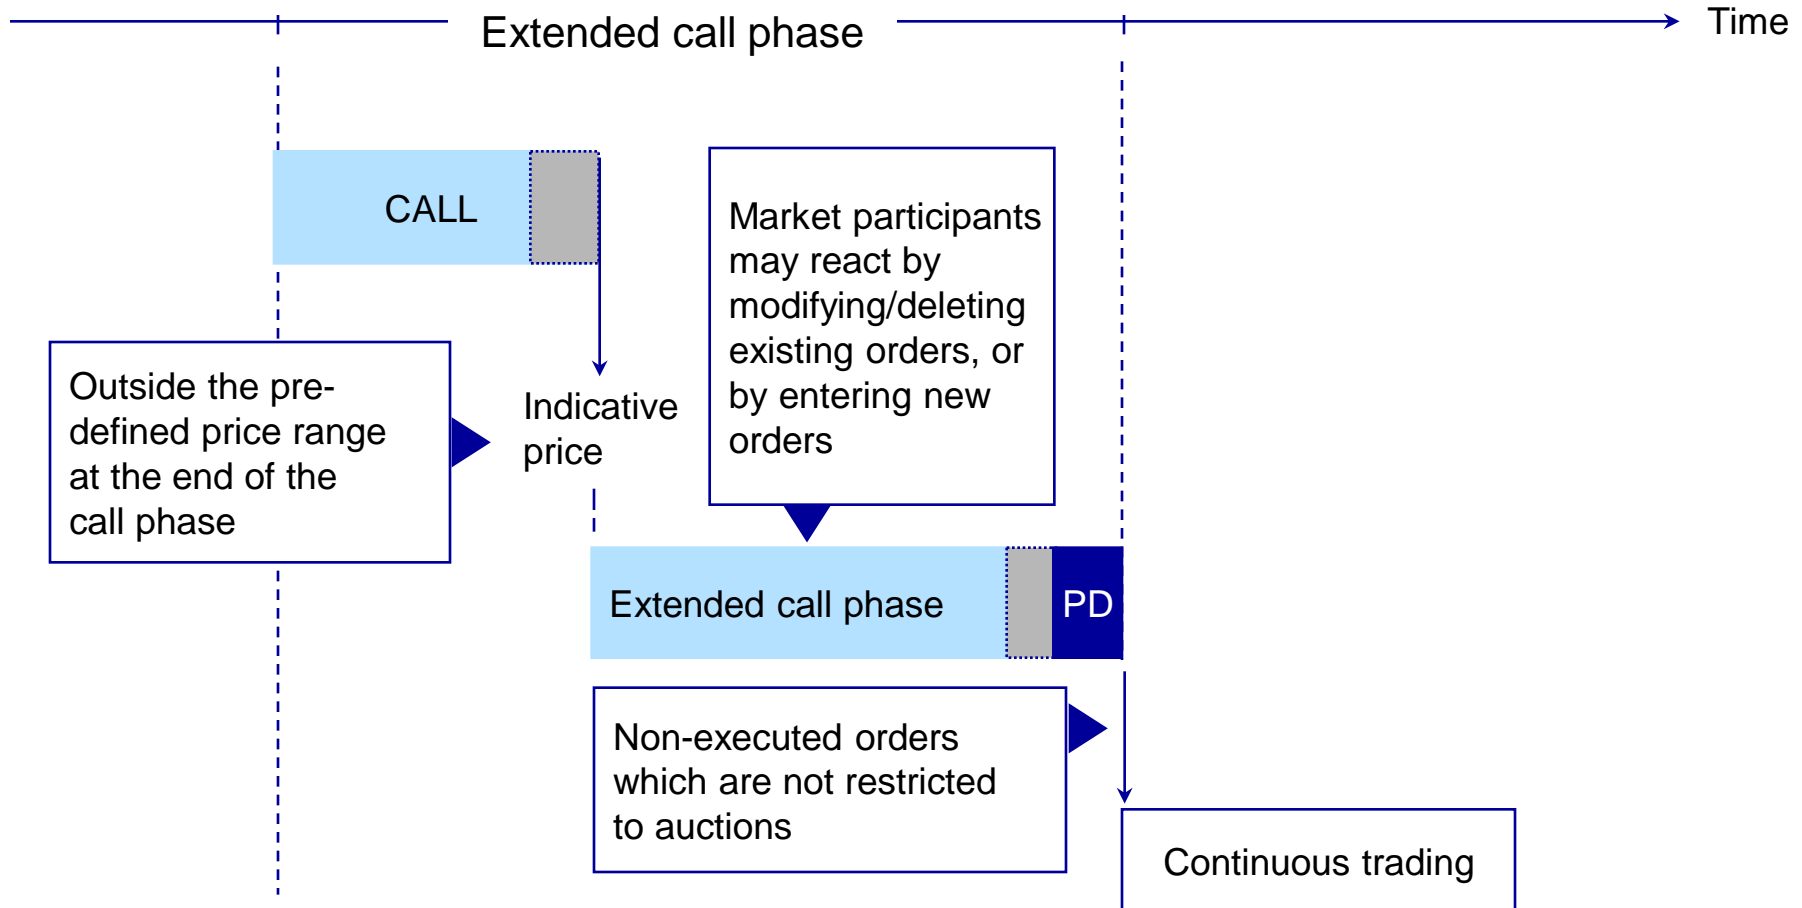 Extended call phase
Time
CALL
Market participants
may react by
modifying/deleting
existing orders, or
by entering new
orders
Outside the pre-
defined price range
at the end of the
call phase
Indicative
price
Extended call phase
PD
Non-executed orders
which are not restricted
to auctions
Continuous trading